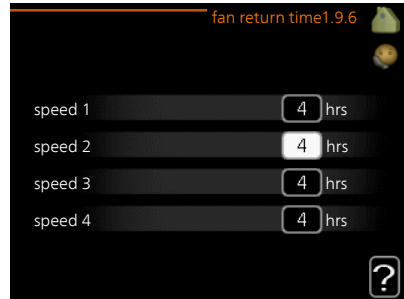 fan return time1.9.6
speed 1 4 hrs
speed 2 4 hrs
speed 3 4 hrs
speed 4 4 hrs
?